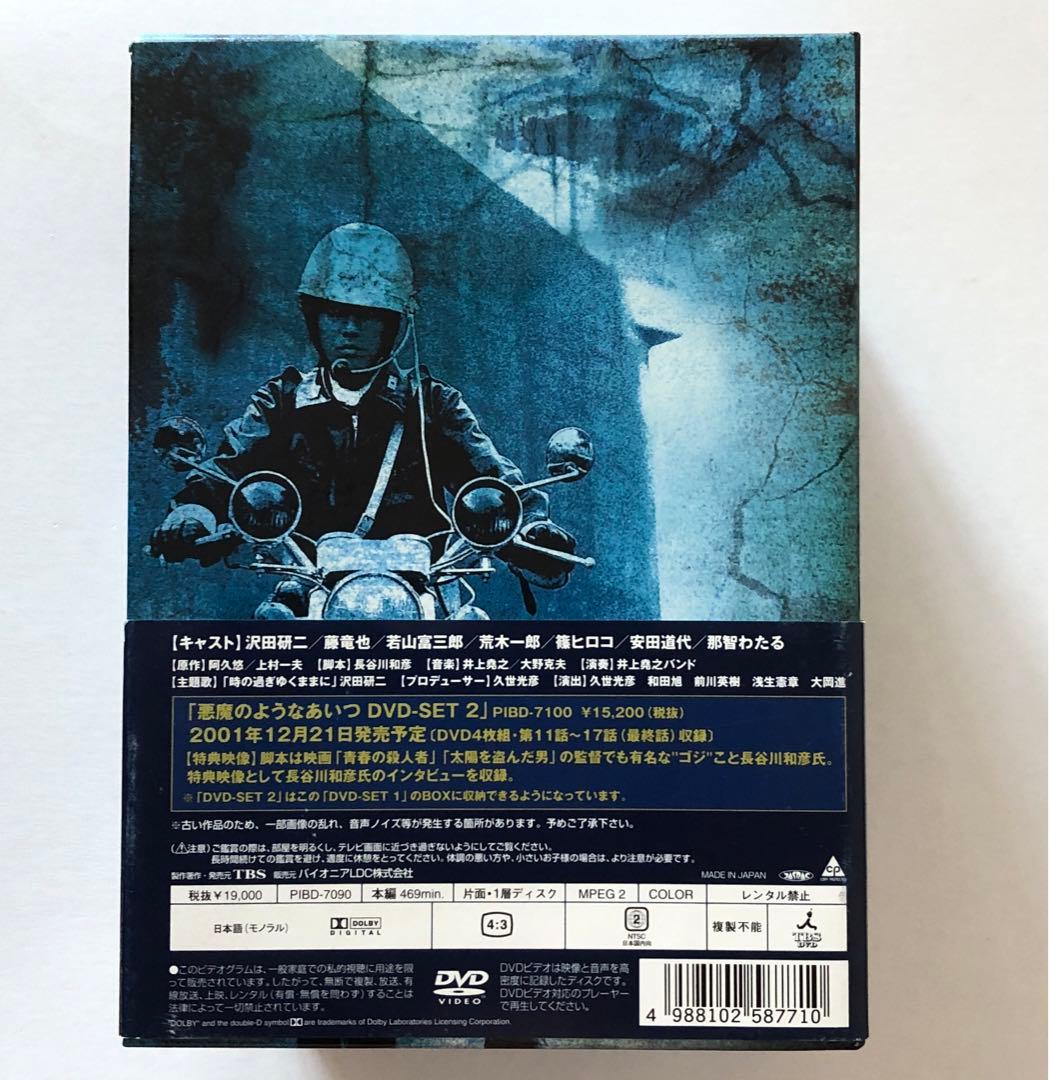 【キャスト】沢田研二／藤竜也／若山富三郎／荒木一郎／篠ヒロコ／安田道代／那智わたる
【原作】阿久悠／上村一夫 【脚本】長谷川和彦 【音楽】井上堯之／大野克夫 【演奏】井上堯之バンド
【主題歌】「時の過ぎゆくままに」沢田研二 【プロデューサー】久世光彦 【演出】久世光彦 和田旭 前川英樹 浅生憲章 大岡進
「悪魔のようなあいつ DVD-SET 2」PIBD-7100 ¥15,200(税抜)
2001年12月21日発売予定〔DVD4枚組・第11話～17話(最終話)収録〕
【特典映像】脚本は映画「青春の殺人者」「太陽を盗んだ男」の監督でも有名な"ゴジ"こと長谷川和彦氏。
特典映像として長谷川和彦氏のインタビューを収録。
※「DVD-SET 2」はこの「DVD-SET 1」のBOXに収納できるようになっています。
※古い作品のため、一部画像の乱れ、音声ノイズ等が発生する箇所があります。予めご了承下さい。
(⚠注意)ご鑑賞の際は、部屋を明るくし、テレビ画面に近づき過ぎないようにしてください。
長時間続けての鑑賞を避け、適度に休憩をとってください。体調の悪い方や、小さいお子様の場合は、より注意が必要です。
製作著作・発売元 TBS 販売元 パイオニアLDC株式会社
MADE IN JAPAN
税抜¥19,000 PIBD-7090 本編 469min. 片面・1層ディスク MPEG 2 COLOR レンタル禁止
日本語(モノラル) DOLBY DIGITAL 4:3 2 NTSC 日本国内向 複製不能 TBS DVD
●このビデオグラムは、一般家庭での私的視聴に用途を限
って販売されています。したがって、無断で複製、放送、有
線放送、上映、レンタル(有償・無償を問わず)することは
法律によって一切禁止されています。
"DOLBY" and the double-D symbol are trademarks of Dolby Laboratories Licensing Corporation.
DVD VIDEO
DVDビデオは映像と音声を高
密度に記録したディスクです。
DVDビデオ対応のプレーヤー
で再生してください。
4 988102 587710